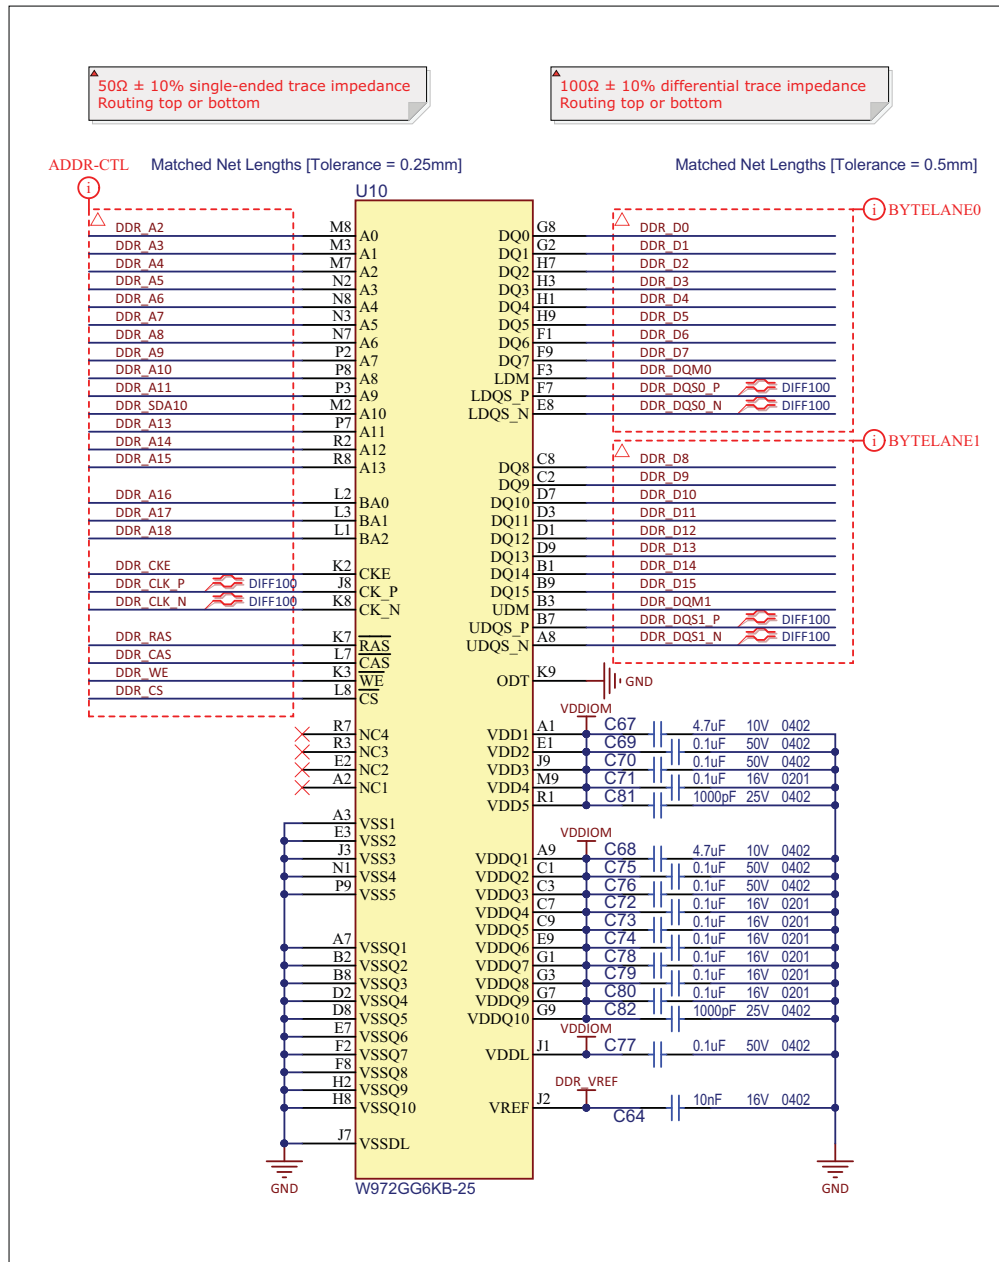 50Ω ± 10% single-ended trace impedance
Routing top or bottom
100Ω ± 10% differential trace impedance
Routing top or bottom
ADDR-CTL
Matched Net Lengths [Tolerance = 0.25mm]
Matched Net Lengths [Tolerance = 0.5mm]
i
U10
i BYTELANE0
DDR_A2 M8 A0 DQ0 G8 DDR_D0
DDR_A3 M3 A1 DQ1 G2 DDR_D1
DDR_A4 M7 A2 DQ2 H7 DDR_D2
DDR_A5 N2 A3 DQ3 H3 DDR_D3
DDR_A6 N8 A4 DQ4 H1 DDR_D4
DDR_A7 N3 A5 DQ5 H9 DDR_D5
DDR_A8 N7 A6 DQ6 F1 DDR_D6
DDR_A9 P2 A7 DQ7 F9 DDR_D7
DDR_A10 P8 A8 LDM F3 DDR_DQM0
DDR_A11 P3 A9 LDQS_P F7 DDR_DQS0_P DIFF100
DDR_SDA10 M2 A10 LDQS_N E8 DDR_DQS0_N DIFF100
DDR_A13 P7 A11
DDR_A14 R2 A12
i BYTELANE1
DDR_A15 R8 A13 DQ8 C8 DDR_D8
DQ9 C2 DDR_D9
DDR_A16 L2 BA0 DQ10 D7 DDR_D10
DDR_A17 L3 BA1 DQ11 D3 DDR_D11
DDR_A18 L1 BA2 DQ12 D1 DDR_D12
DQ13 D9 DDR_D13
DDR_CKE K2 CKE DQ14 B1 DDR_D14
DDR_CLK_P DIFF100 J8 CK_P DQ15 B9 DDR_D15
DDR_CLK_N DIFF100 K8 CK_N UDM B3 DDR_DQM1
UDQS_P B7 DDR_DQS1_P DIFF100
DDR_RAS K7 RAS UDQS_N A8 DDR_DQS1_N DIFF100
DDR_CAS L7 CAS
DDR_WE K3 WE ODT K9 GND
DDR_CS L8 CS
VDDIOM
R7 NC4 VDD1 A1 C67 4.7uF 10V 0402
R3 NC3 VDD2 E1 C69 0.1uF 50V 0402
E2 NC2 VDD3 J9 C70 0.1uF 50V 0402
A2 NC1 VDD4 M9 C71 0.1uF 16V 0201
VDD5 R1 C81 1000pF 25V 0402
A3 VSS1
E3 VSS2 VDDIOM
J3 VSS3 VDDQ1 A9 C68 4.7uF 10V 0402
N1 VSS4 VDDQ2 C1 C75 0.1uF 50V 0402
P9 VSS5 VDDQ3 C3 C76 0.1uF 50V 0402
VDDQ4 C7 C72 0.1uF 16V 0201
VDDQ5 C9 C73 0.1uF 16V 0201
A7 VSSQ1 VDDQ6 E9 C74 0.1uF 16V 0201
B2 VSSQ2 VDDQ7 G1 C78 0.1uF 16V 0201
B8 VSSQ3 VDDQ8 G3 C79 0.1uF 16V 0201
D2 VSSQ4 VDDQ9 G7 C80 0.1uF 16V 0201
D8 VSSQ5 VDDQ10 G9 C82 1000pF 25V 0402
E7 VSSQ6 VDDIOM
F2 VSSQ7 VDDL J1 C77 0.1uF 50V 0402
F8 VSSQ8
H2 VSSQ9 DDR_VREF
H8 VSSQ10 VREF J2 C64 10nF 16V 0402
J7 VSSDL
GND
GND
W972GG6KB-25